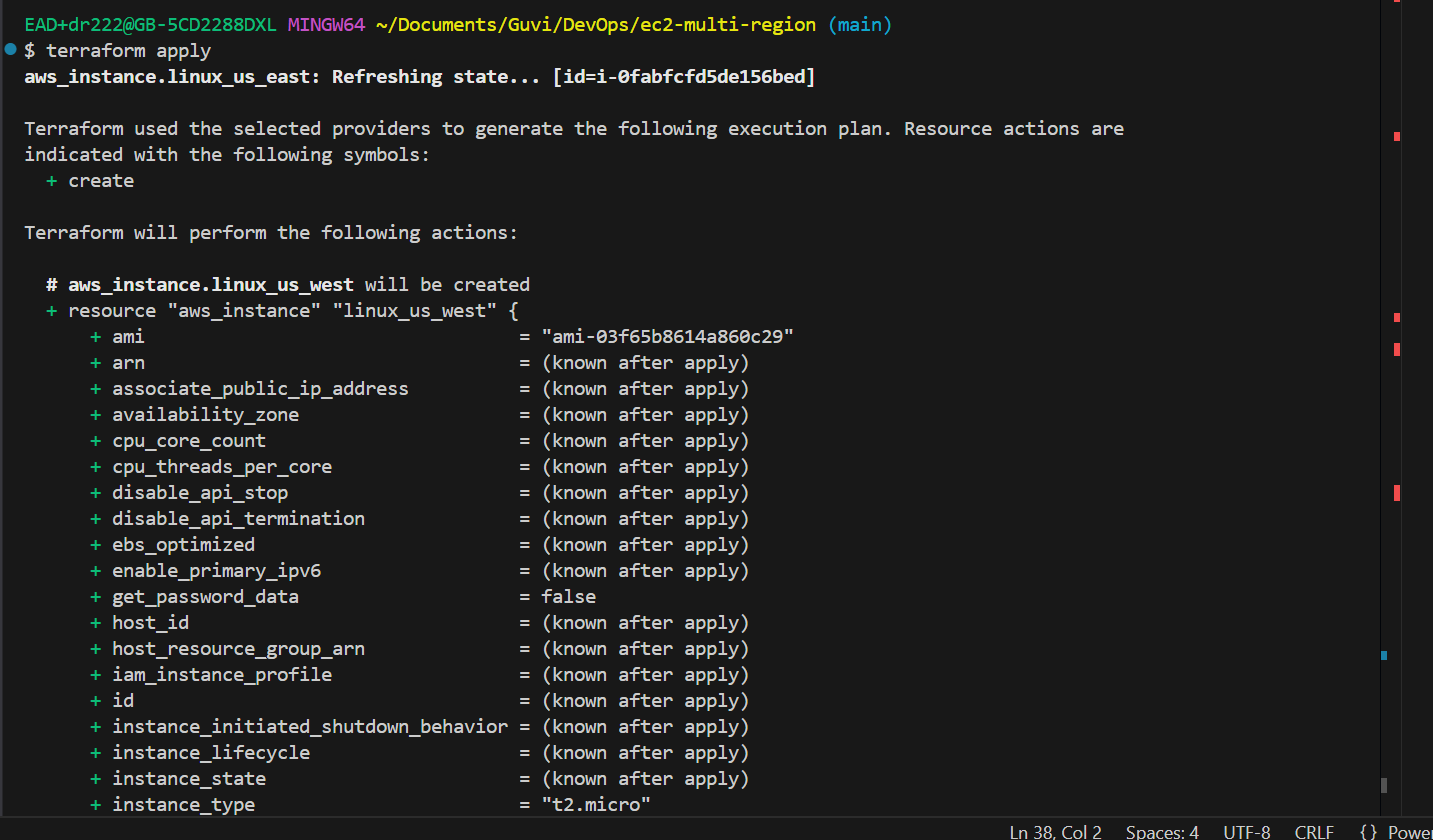 EAD+dr222@GB-5CD2288DXL MINGW64 ~/Documents/Guvi/DevOps/ec2-multi-region (main)
$ terraform apply
aws_instance.linux_us_east: Refreshing state... [id=i-0fabfcfd5de156bed]
Terraform used the selected providers to generate the following execution plan. Resource actions are
indicated with the following symbols:
+ create
Terraform will perform the following actions:
# aws_instance.linux_us_west will be created
+ resource "aws_instance" "linux_us_west" {
+ ami = "ami-03f65b8614a860c29"
+ arn = (known after apply)
+ associate_public_ip_address = (known after apply)
+ availability_zone = (known after apply)
+ cpu_core_count = (known after apply)
+ cpu_threads_per_core = (known after apply)
+ disable_api_stop = (known after apply)
+ disable_api_termination = (known after apply)
+ ebs_optimized = (known after apply)
+ enable_primary_ipv6 = (known after apply)
+ get_password_data = false
+ host_id = (known after apply)
+ host_resource_group_arn = (known after apply)
+ iam_instance_profile = (known after apply)
+ id = (known after apply)
+ instance_initiated_shutdown_behavior = (known after apply)
+ instance_lifecycle = (known after apply)
+ instance_state = (known after apply)
+ instance_type = "t2.micro"
Ln 38, Col 2 Spaces: 4 UTF-8 CRLF {} Power